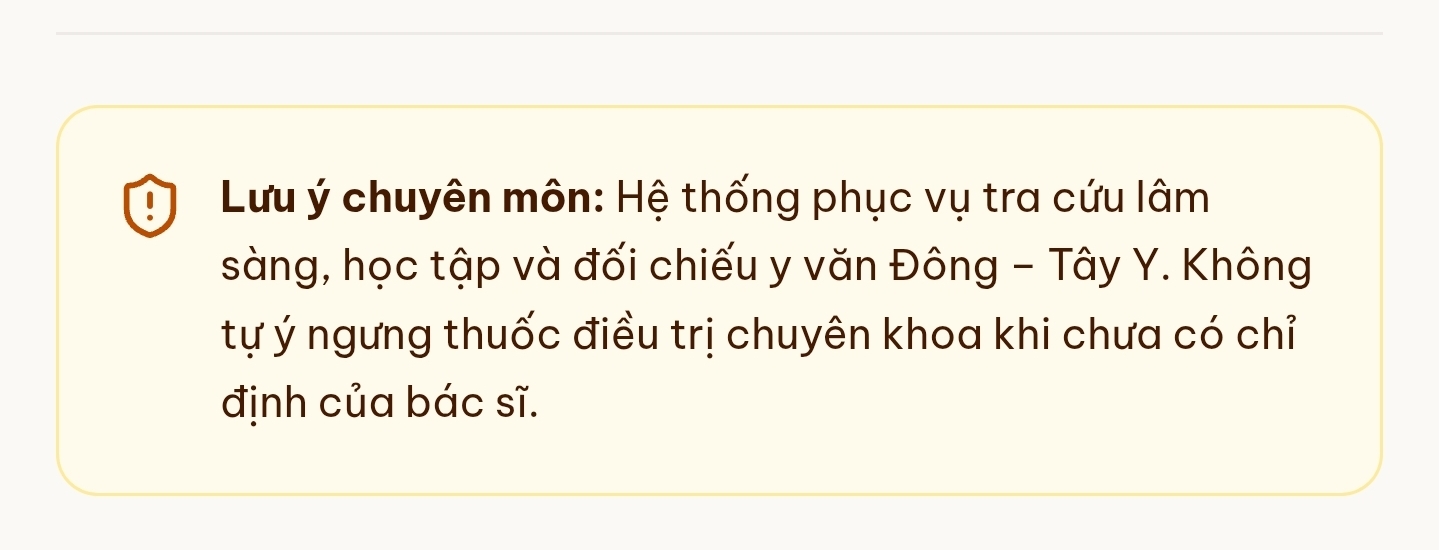 Lưu ý chuyên môn: Hệ thống phục vụ tra cứu lâm
sàng, học tập và đối chiếu y văn Đông – Tây Y. Không
tự ý ngưng thuốc điều trị chuyên khoa khi chưa có chỉ
định của bác sĩ.